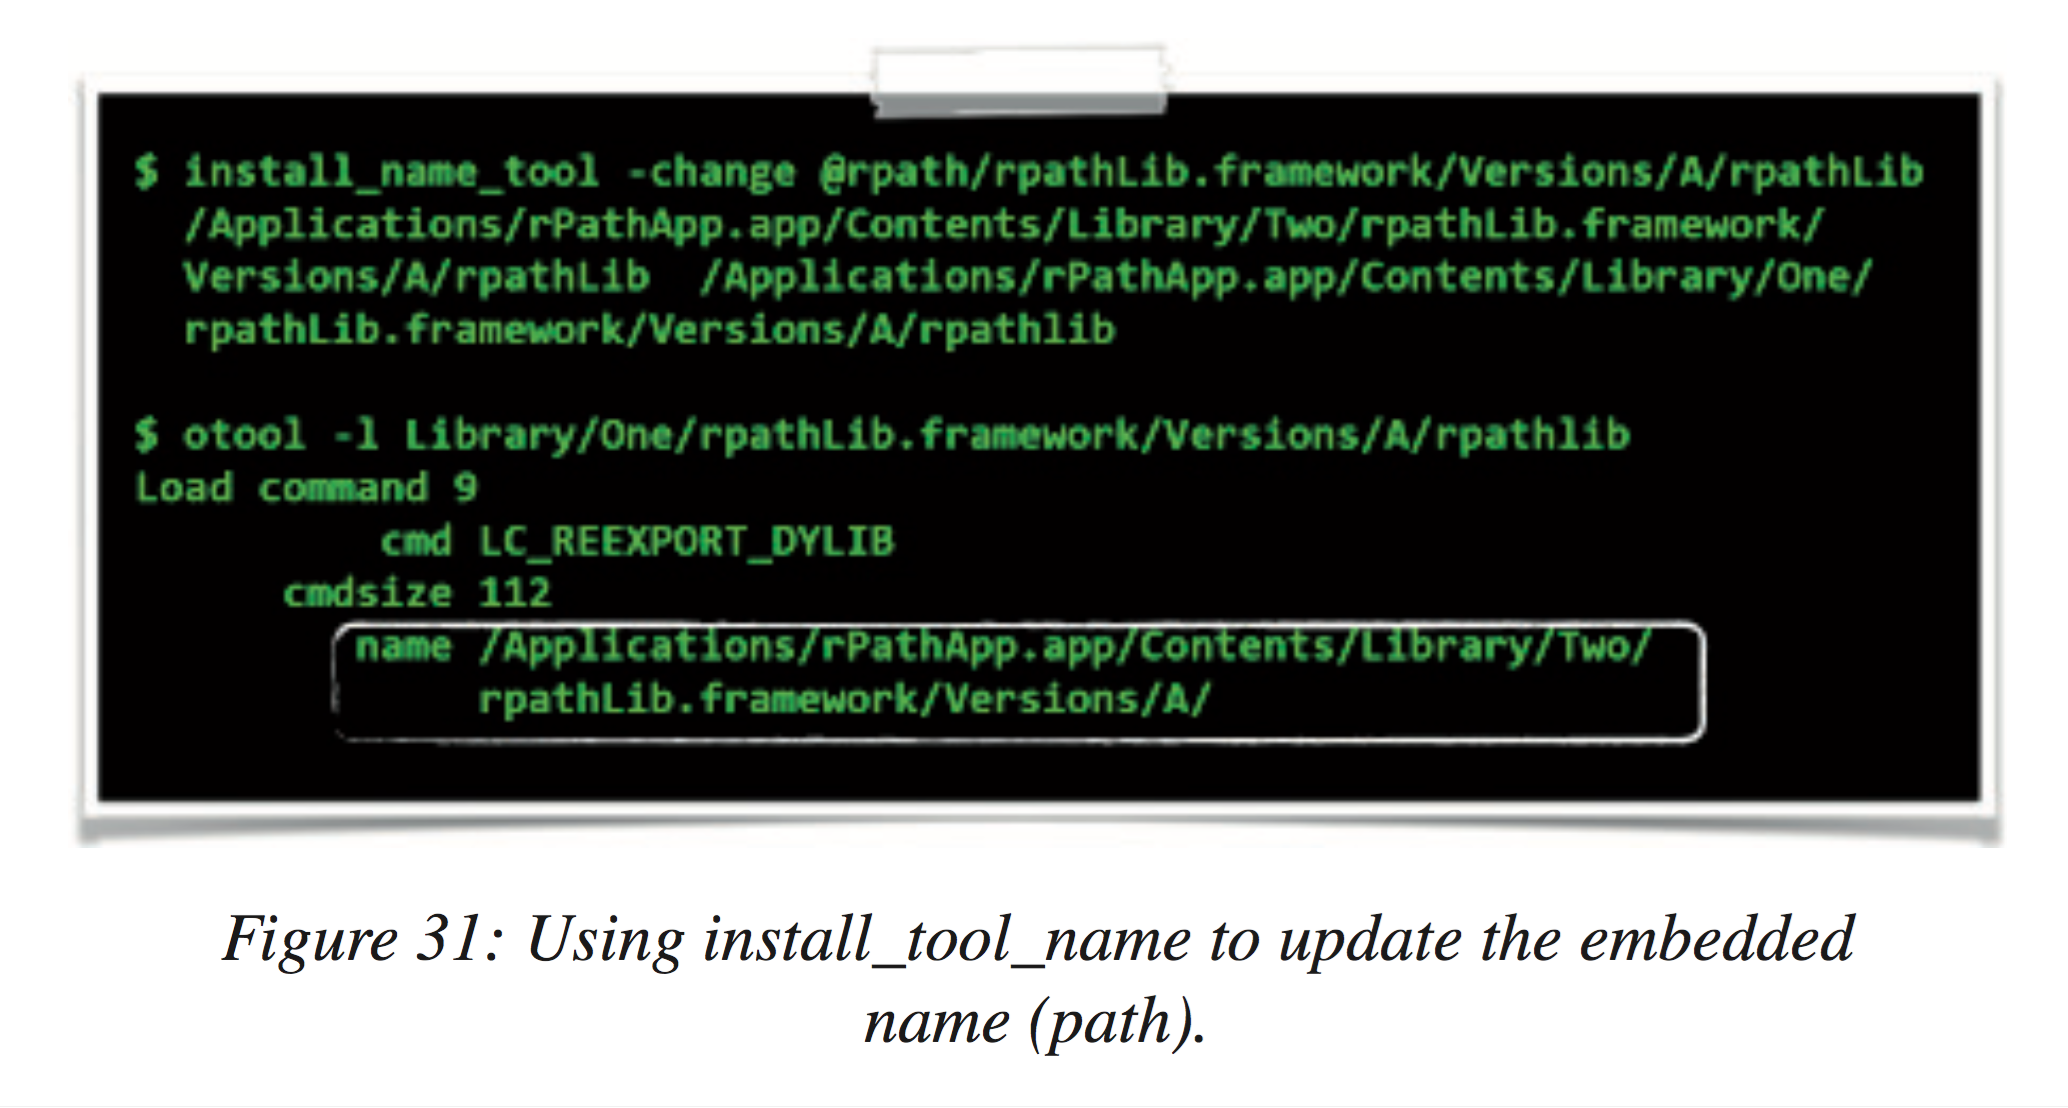 $ install_name_tool -change @rpath/rpathLib.framework/Versions/A/rpathLib
/Applications/rPathApp.app/Contents/Library/Two/rpathLib.framework/
Versions/A/rpathLib /Applications/rPathApp.app/Contents/Library/One/
rpathLib.framework/Versions/A/rpathlib
$ otool -l Library/One/rpathLib.framework/Versions/A/rpathlib
Load command 9
cmd LC_REEXPORT_DYLIB
cmdsize 112
name /Applications/rPathApp.app/Contents/Library/Two/
rpathLib.framework/Versions/A/
Figure 31: Using install_tool_name to update the embedded
name (path).